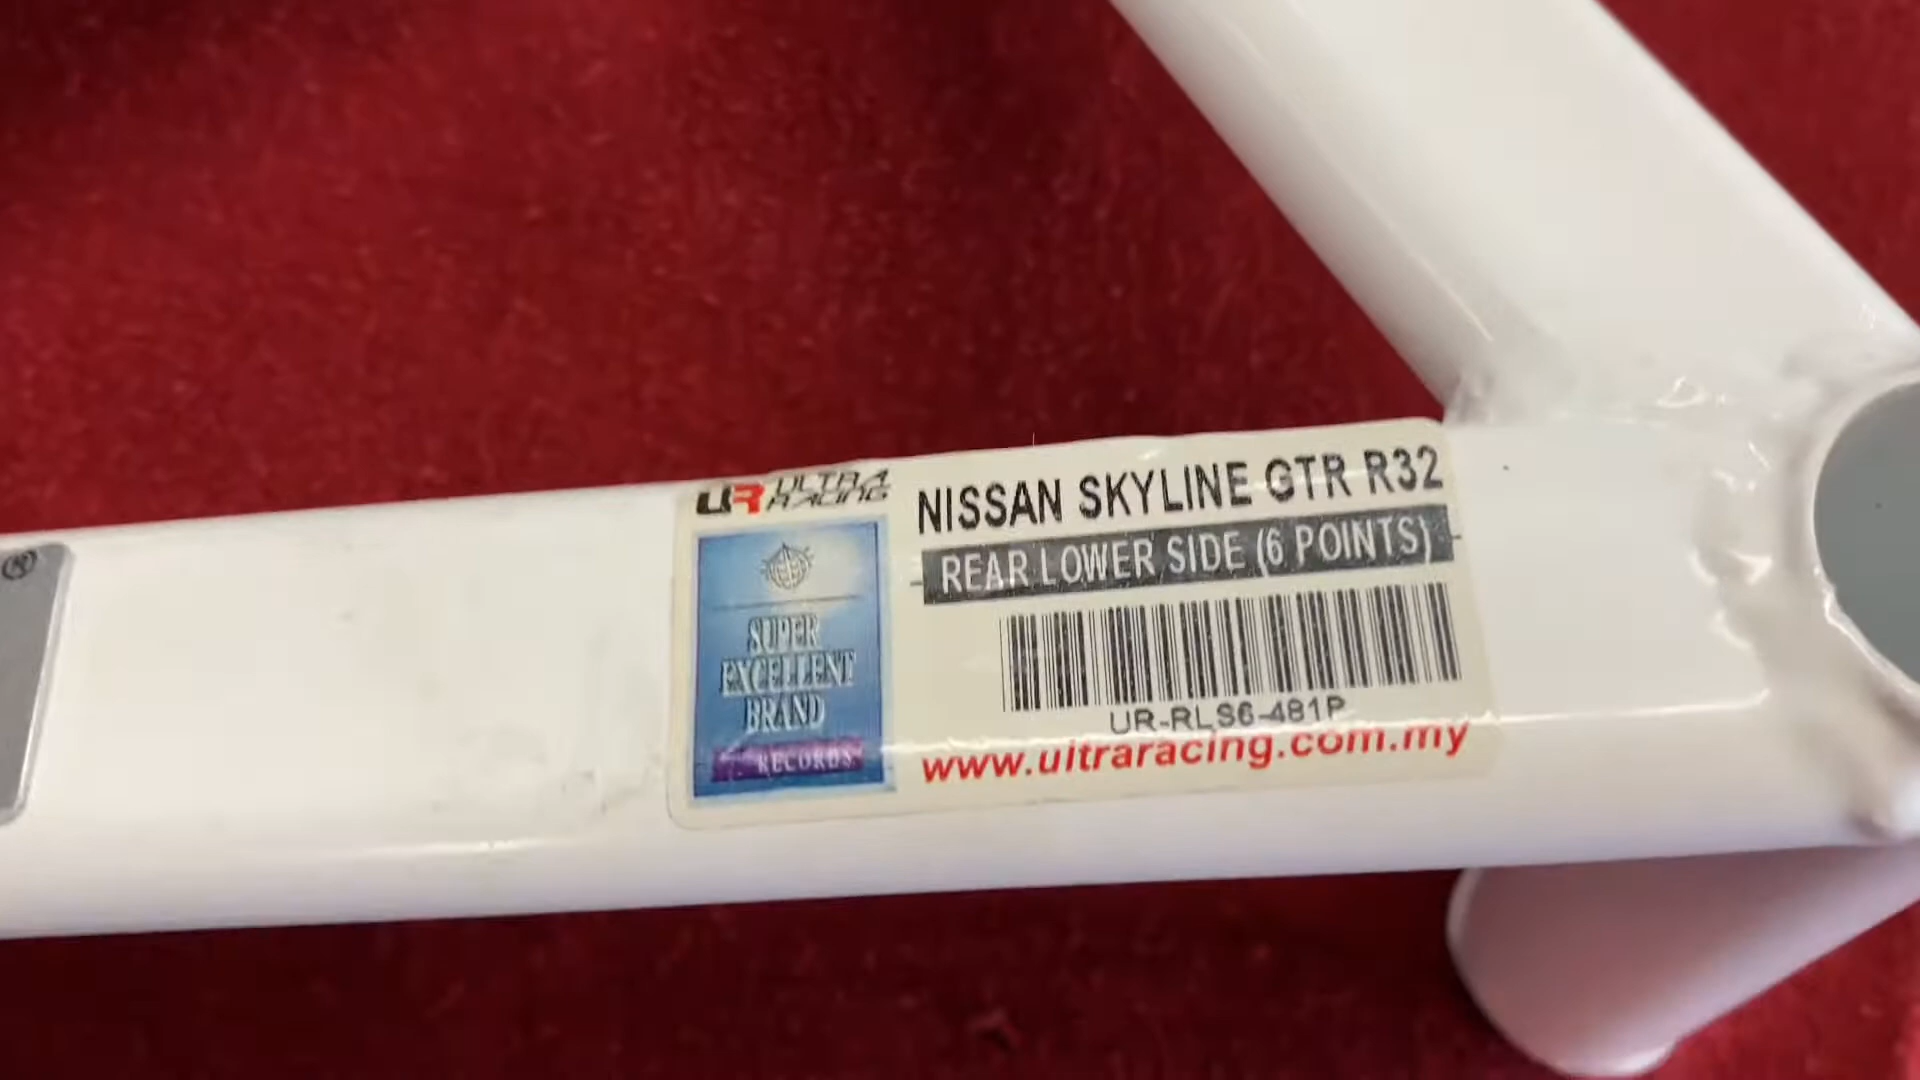 ®
UR ULTRA RACING
SUPER
EXCELLENT
BRAND
RECORDS
NISSAN SKYLINE GTR R32
REAR LOWER SIDE (6 POINTS)
UR-RLS6-481P
www.ultraracing.com.my